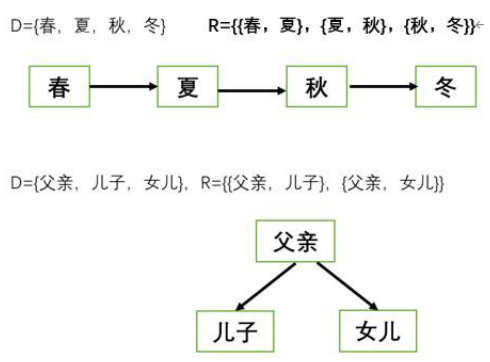 D={春，夏，秋，冬}   R={{春，夏}，{夏，秋}，{秋，冬}}←
春 夏 秋 冬
D={父亲，儿子，女儿}，R={{父亲，儿子}，{父亲，女儿}}
父亲
儿子 女儿